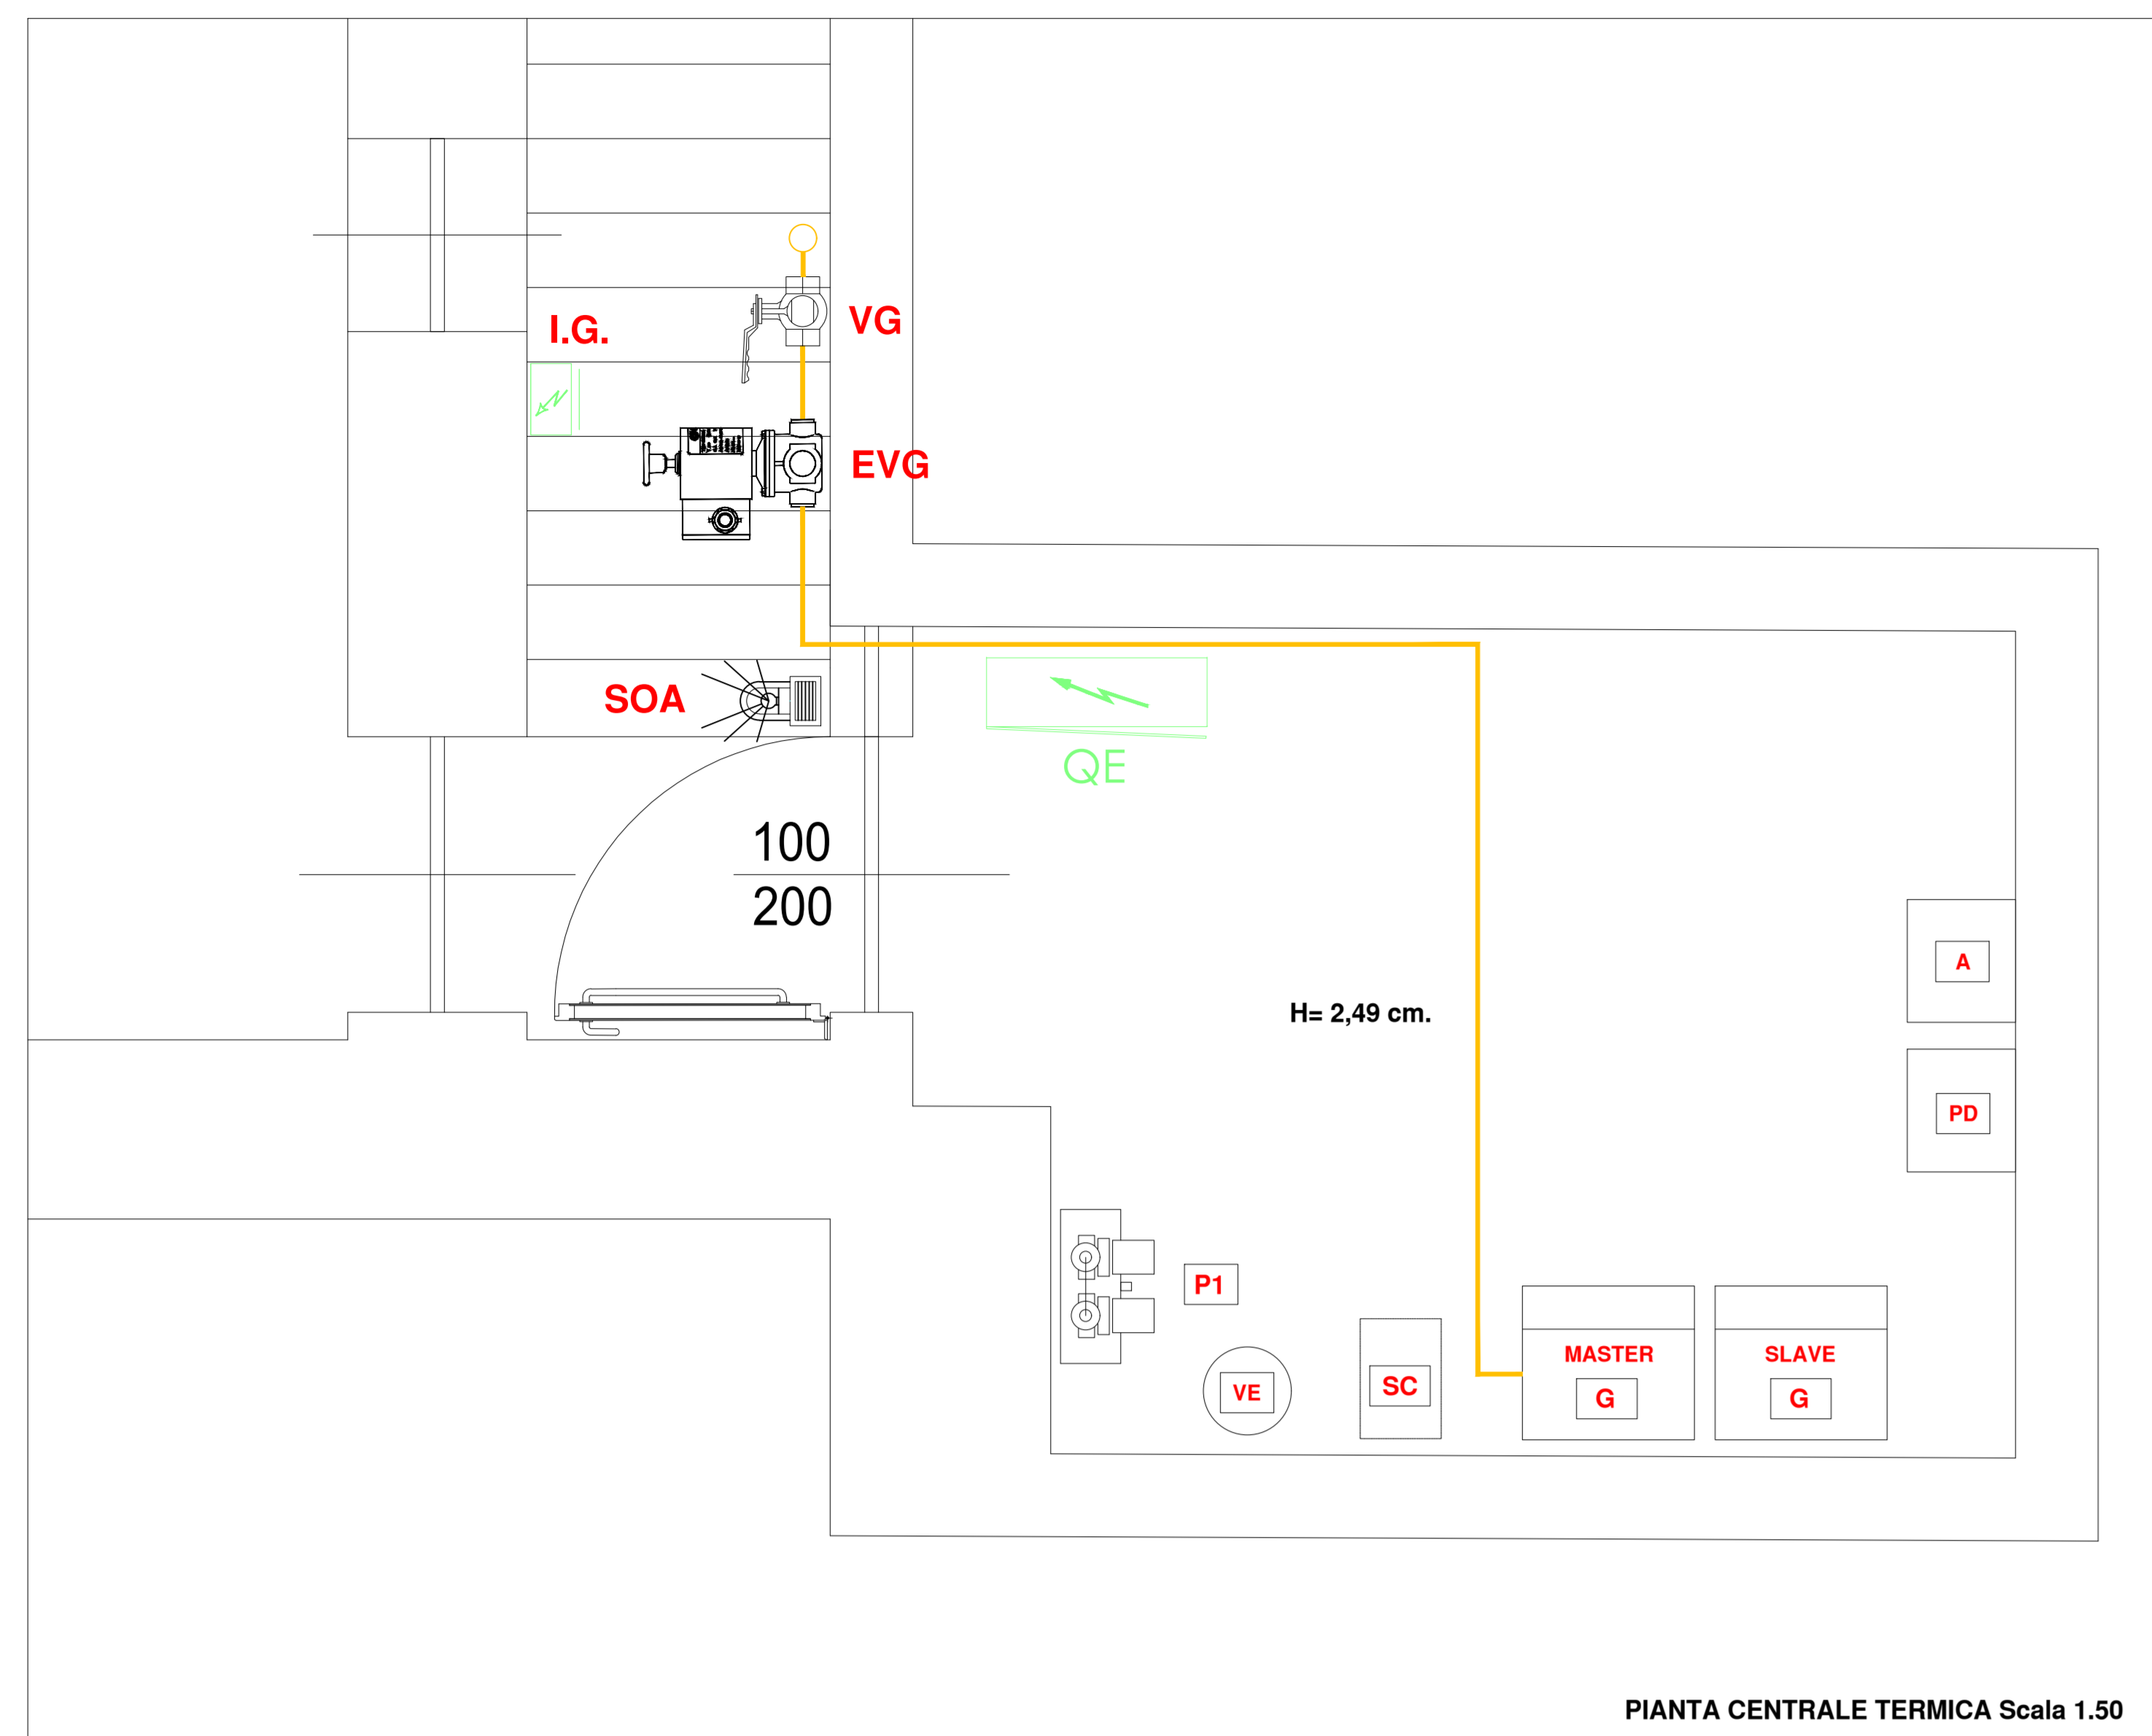 VG
I.G.
EVG
SOA
QE
100
200
A
H= 2,49 cm.
PD
P1
MASTER
SLAVE
VE
SC
G
G
PIANTA CENTRALE TERMICA Scala 1.50